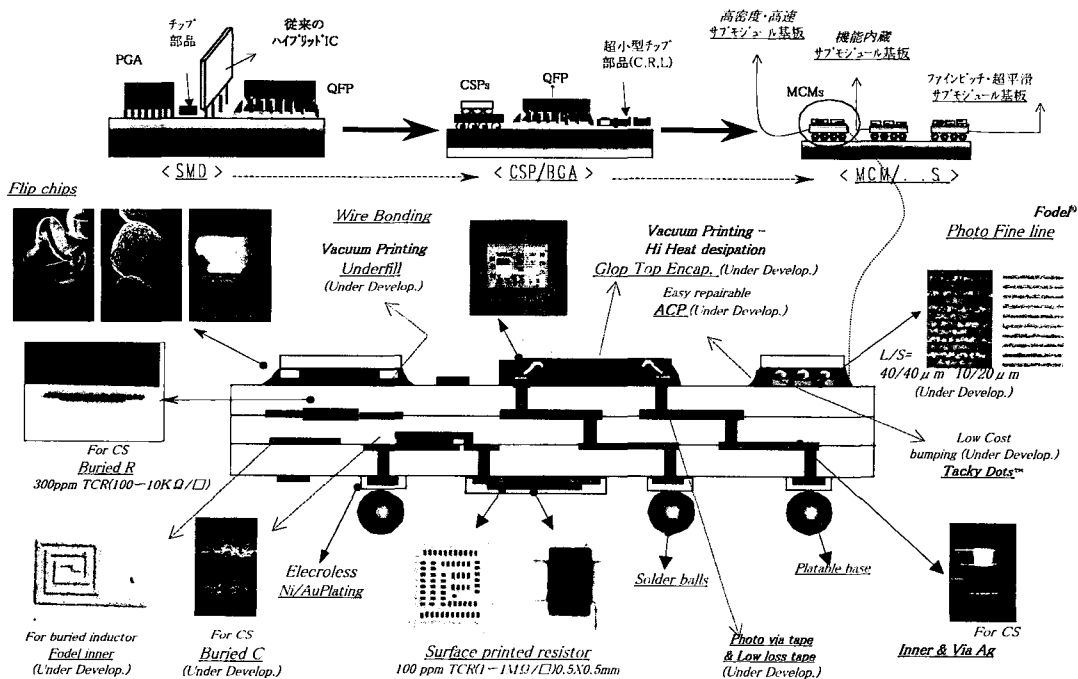 チップ
部品
従来の
ハイブリッドIC
PGA
QFP
< SMD >
超小型チップ
部品(C,R,L)
CSPs
QFP
< CSP/BGA >
高密度・高速
サブモジュール基板
機能内蔵
サブモジュール基板
ファインピッチ・超平滑
サブモジュール基板
MCMs
< MCM/...S >
Flip chips
Wire Bonding
Vacuum Printing
Underfill
(Under Develop.)
Vacuum Printing –
Hi Heat desipation
Glop Top Encap. (Under Develop.)
Easy repairable
ACP (Under Develop.)
Fodel®
Photo Fine line
L/S=
40/40μm 10/20μm
(Under Develop.)
Low Cost
bumping (Under Develop.)
Tacky Dots™
For CS
Buried R
300ppm TCR(100−10KΩ/□)
For buried inductor
Fodel inner
(Under Develop.)
For CS
Buried C
(Under Develop.)
Elecroless
Ni/AuPlating
Surface printed resistor
100 ppm TCR(1−1MΩ/□)0.5X0.5mm
Solder balls
Photo via tape
& Low loss tape
(Under Develop.)
Platable base
For CS
Inner & Via Ag